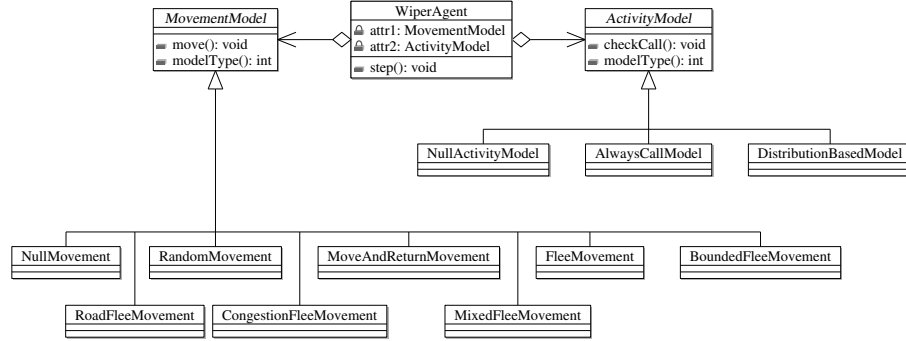 MovementModel
move(): void
modelType(): int
WiperAgent
attr1: MovementModel
attr2: ActivityModel
step(): void
ActivityModel
checkCall(): void
modelType(): int
NullActivityModel
AlwaysCallModel
DistributionBasedModel
NullMovement
RandomMovement
MoveAndReturnMovement
FleeMovement
BoundedFleeMovement
RoadFleeMovement
CongestionFleeMovement
MixedFleeMovement